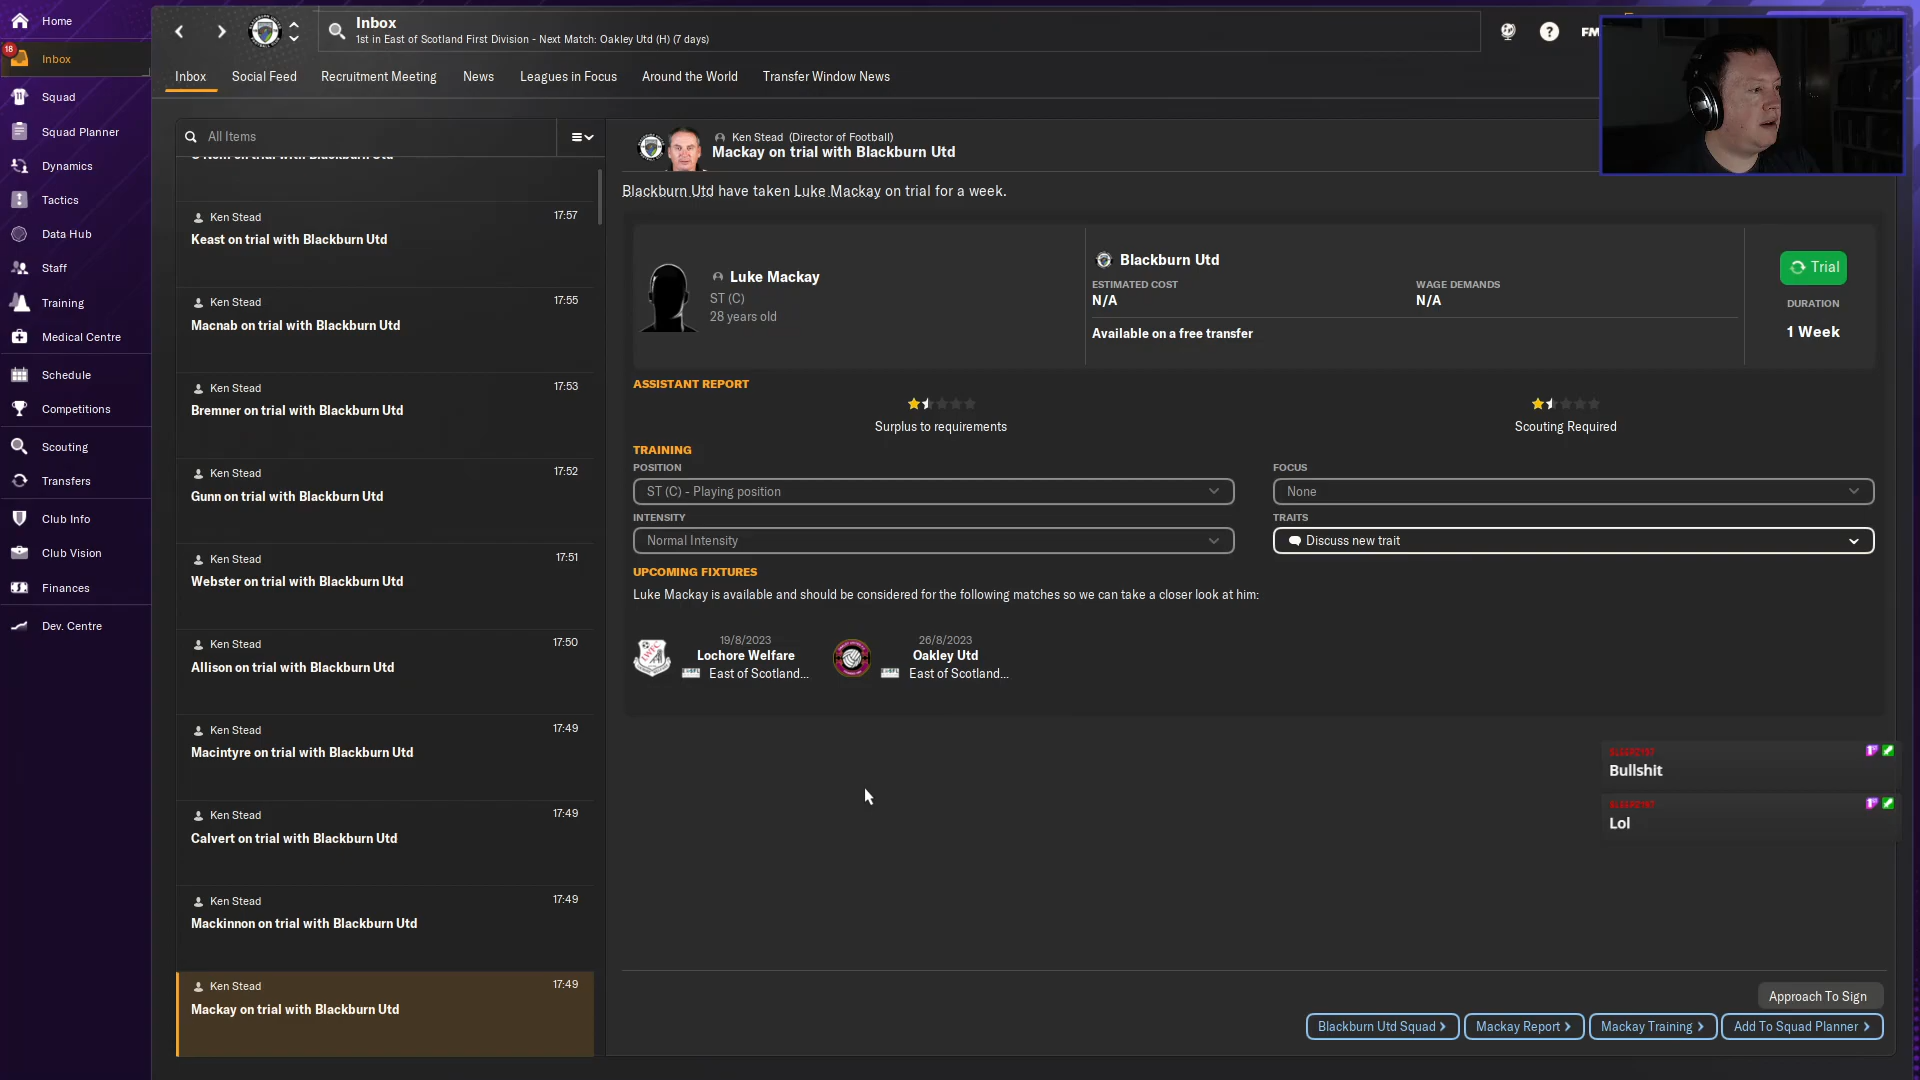 Home
18
Inbox
Squad
Squad Planner
Dynamics
Tactics
Data Hub
Staff
Training
Medical Centre
Schedule
Competitions
Scouting
Transfers
Club Info
Club Vision
Finances
Dev. Centre
Inbox
1st in East of Scotland First Division - Next Match: Oakley Utd (H) (7 days)
FM
Inbox Social Feed Recruitment Meeting News Leagues in Focus Around the World Transfer Window News
All Items
on trial with Blackburn Utd
Ken Stead 17:57
Keast on trial with Blackburn Utd
Ken Stead 17:55
Macnab on trial with Blackburn Utd
Ken Stead 17:53
Bremner on trial with Blackburn Utd
Ken Stead 17:52
Gunn on trial with Blackburn Utd
Ken Stead 17:51
Webster on trial with Blackburn Utd
Ken Stead 17:50
Allison on trial with Blackburn Utd
Ken Stead 17:49
Macintyre on trial with Blackburn Utd
Ken Stead 17:49
Calvert on trial with Blackburn Utd
Ken Stead 17:49
Mackinnon on trial with Blackburn Utd
Ken Stead 17:49
Mackay on trial with Blackburn Utd
Ken Stead (Director of Football)
Mackay on trial with Blackburn Utd
Blackburn Utd have taken Luke Mackay on trial for a week.
Luke Mackay
ST (C)
28 years old
Blackburn Utd
ESTIMATED COST WAGE DEMANDS
N/A N/A
Available on a free transfer
Trial
DURATION
1 Week
ASSISTANT REPORT
Surplus to requirements Scouting Required
TRAINING
POSITION FOCUS
ST (C) - Playing position None
INTENSITY TRAITS
Normal Intensity Discuss new trait
UPCOMING FIXTURES
Luke Mackay is available and should be considered for the following matches so we can take a closer look at him:
19/8/2023 26/8/2023
Lochore Welfare Oakley Utd
East of Scotland... East of Scotland...
Bullshit
Lol
Approach To Sign
Blackburn Utd Squad Mackay Report Mackay Training Add To Squad Planner